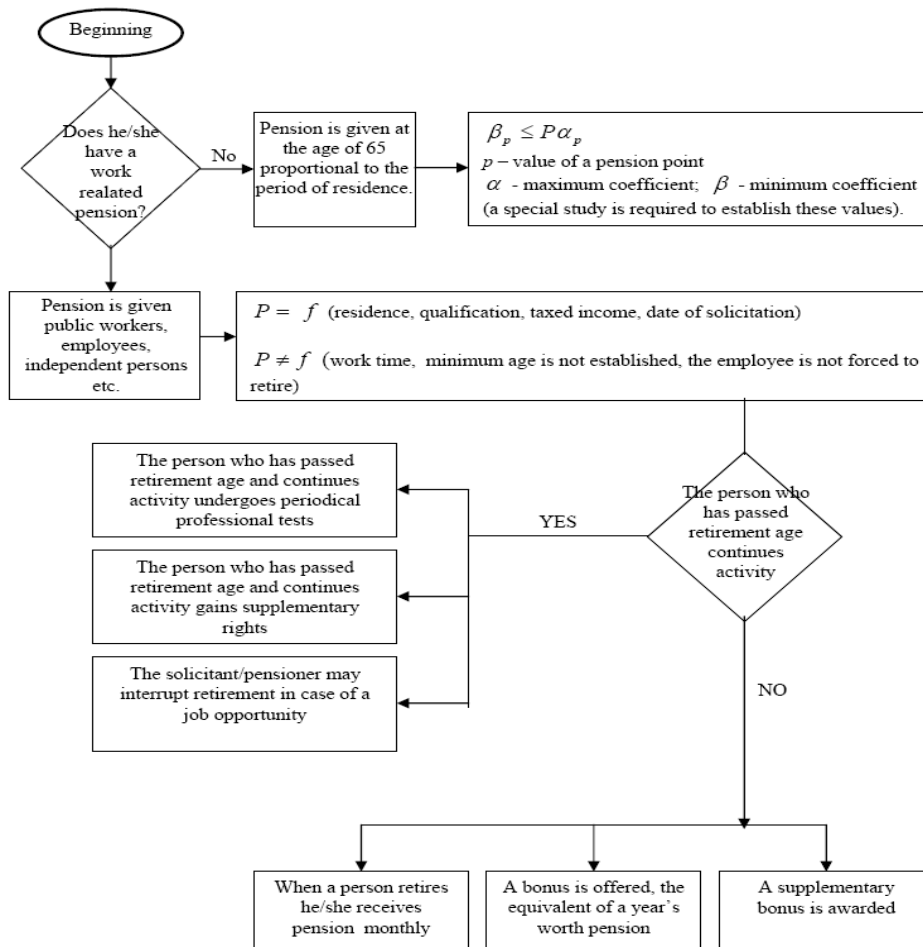 Beginning
Does he/she
have a
work
realated
pension?
No
Pension is given at
the age of 65
proportional to the
period of residence.
β_p ≤ Pα_p
p – value of a pension point
α - maximum coefficient; β - minimum coefficient
(a special study is required to establish these values).
Pension is given
public workers,
employees,
independent persons
etc.
P = f (residence, qualification, taxed income, date of solicitation)
P ≠ f (work time, minimum age is not established, the employee is not forced to
retire)
The person who
has passed
retirement age
continues
activity
YES
The person who has passed
retirement age and continues
activity undergoes periodical
professional tests
The person who has passed
retirement age and continues
activity gains supplementary
rights
The solicitant/pensioner may
interrupt retirement in case of a
job opportunity
NO
When a person retires
he/she receives
pension monthly
A bonus is offered, the
equivalent of a year's
worth pension
A supplementary
bonus is awarded